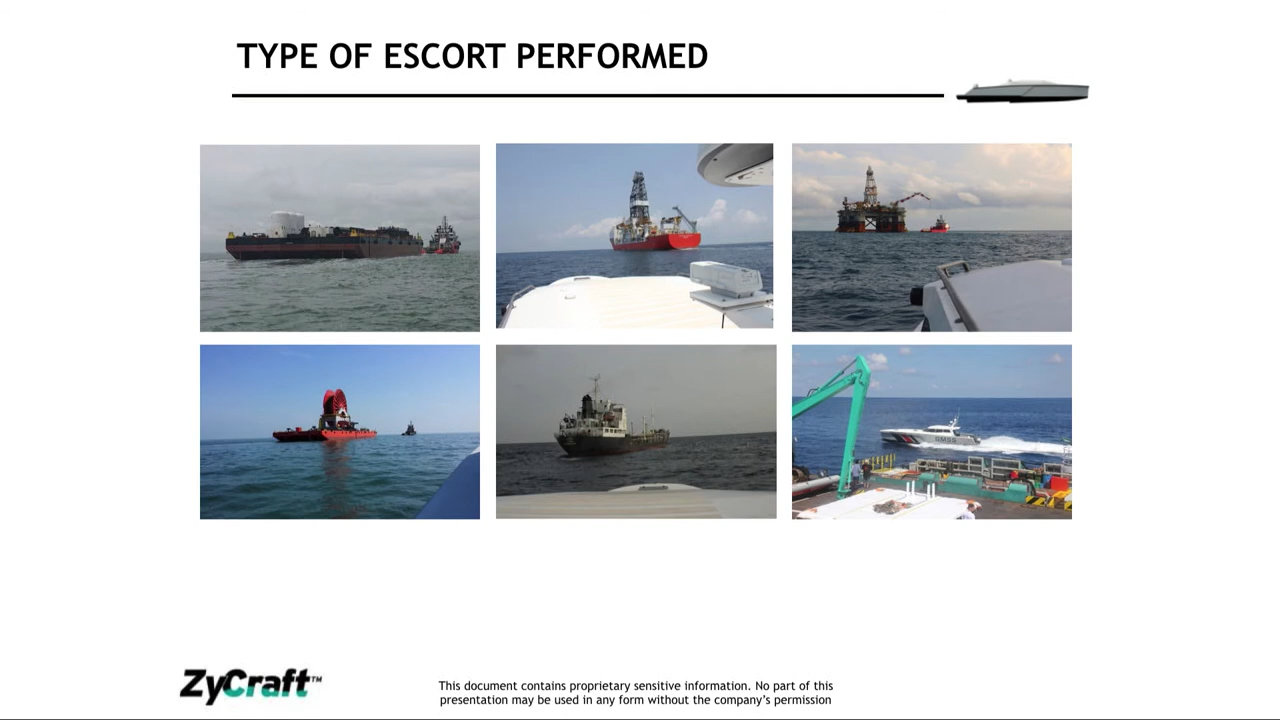 TYPE OF ESCORT PERFORMED
GMSS
ZyCraft™
This document contains proprietary sensitive information. No part of this
presentation may be used in any form without the company's permission